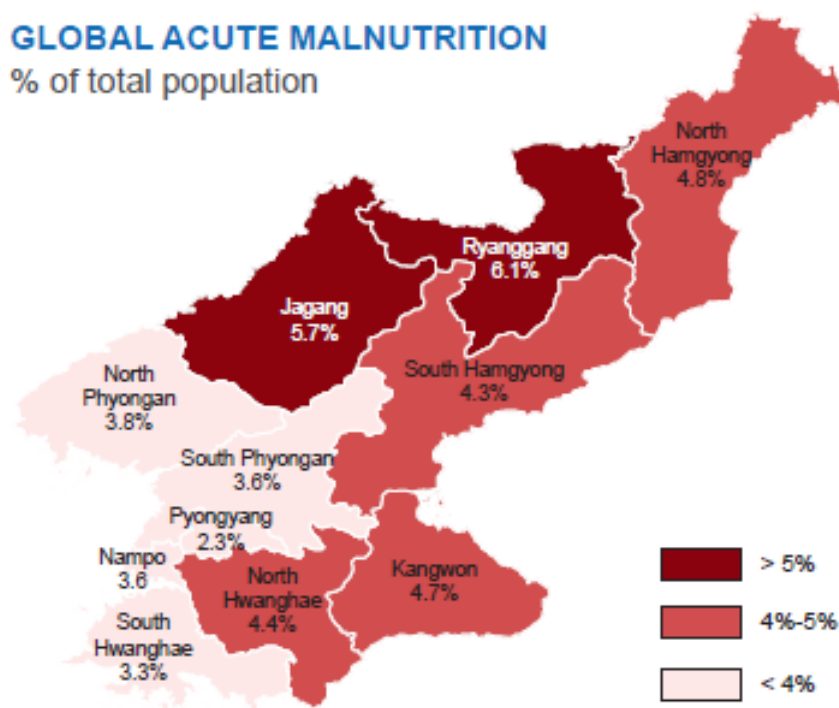 GLOBAL ACUTE MALNUTRITION
% of total population
North
Hamgyong
4.8%
Ryanggang
6.1%
Jagang
5.7%
South Hamgyong
4.3%
North
Phyongan
3.8%
South Phyongan
3.6%
Pyongyang
2.3%
Nampo
3.6
North
Hwanghae
4.4%
Kangwon
4.7%
South
Hwanghae
3.3%
> 5%
4%-5%
< 4%